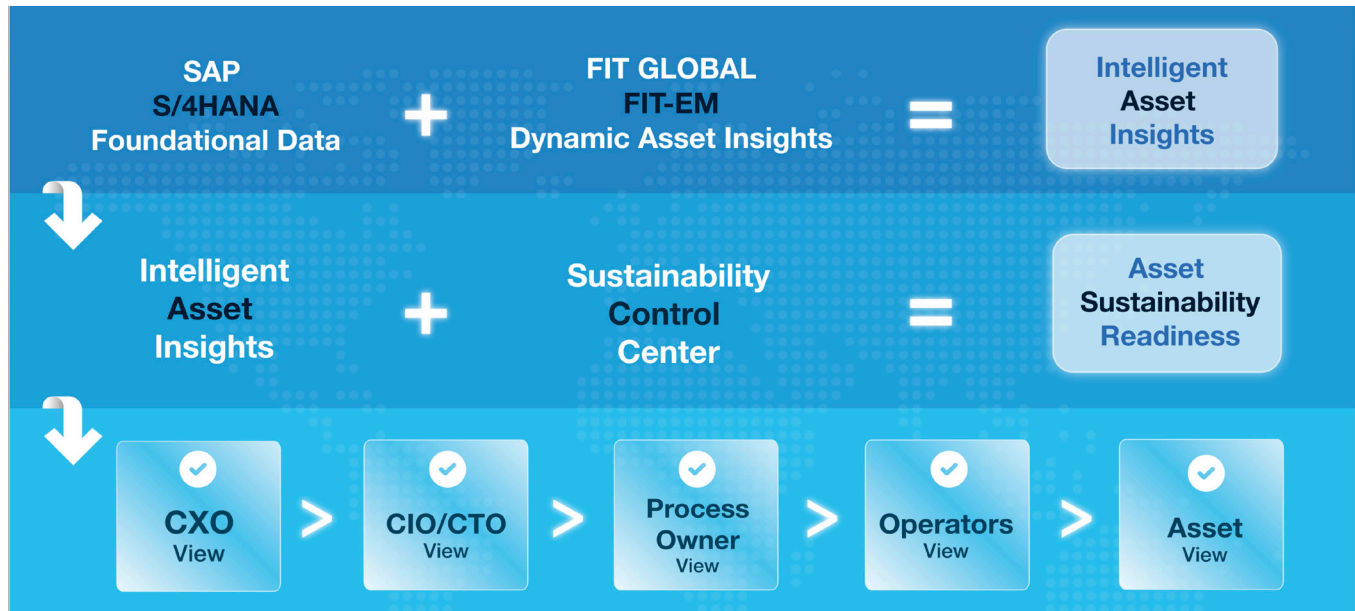 SAP
S/4HANA
Foundational Data
+
FIT GLOBAL
FIT-EM
Dynamic Asset Insights
=
Intelligent
Asset
Insights
Intelligent
Asset
Insights
+
Sustainability
Control
Center
=
Asset
Sustainability
Readiness
CXO
View
>
CIO/CTO
View
>
Process
Owner
View
>
Operators
View
>
Asset
View